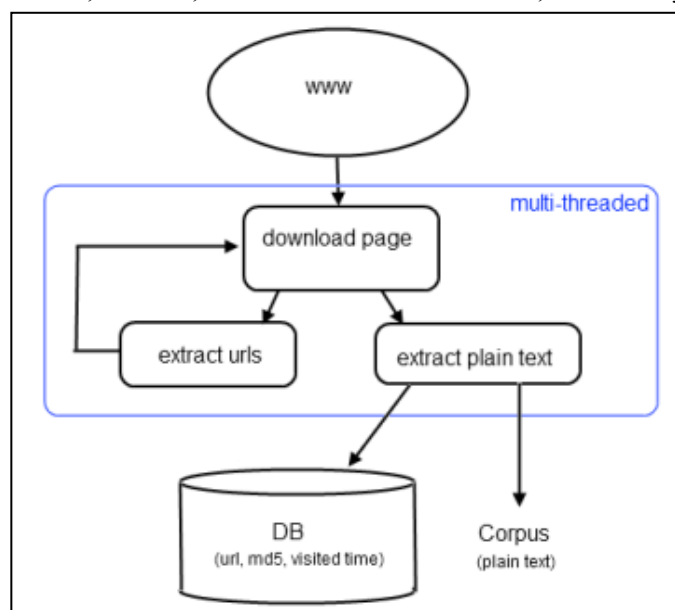 www
multi-threaded
download page
extract urls
extract plain text
DB
(url, md5, visited time)
Corpus
(plain text)